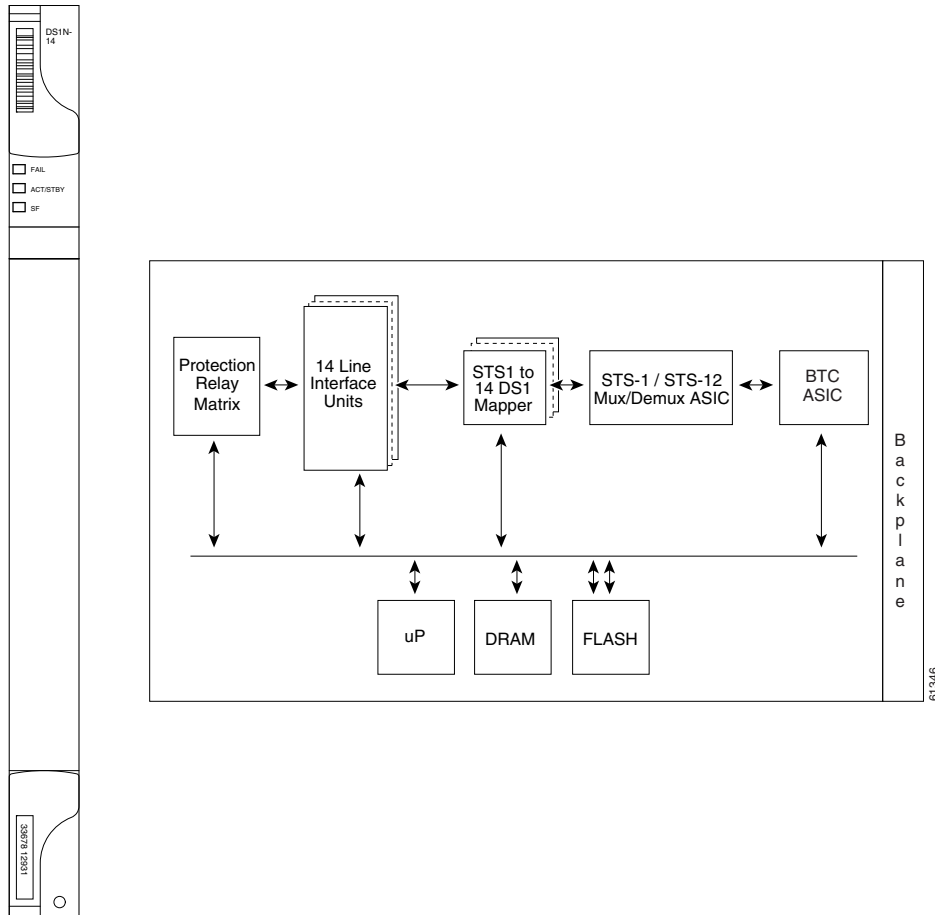 DS1N-
14
FAIL
ACT/STBY
SF
33678 12931
Protection
Relay
Matrix
14 Line
Interface
Units
STS1 to
14 DS1
Mapper
STS-1 / STS-12
Mux/Demux ASIC
BTC
ASIC
uP
DRAM
FLASH
Backplane
61346